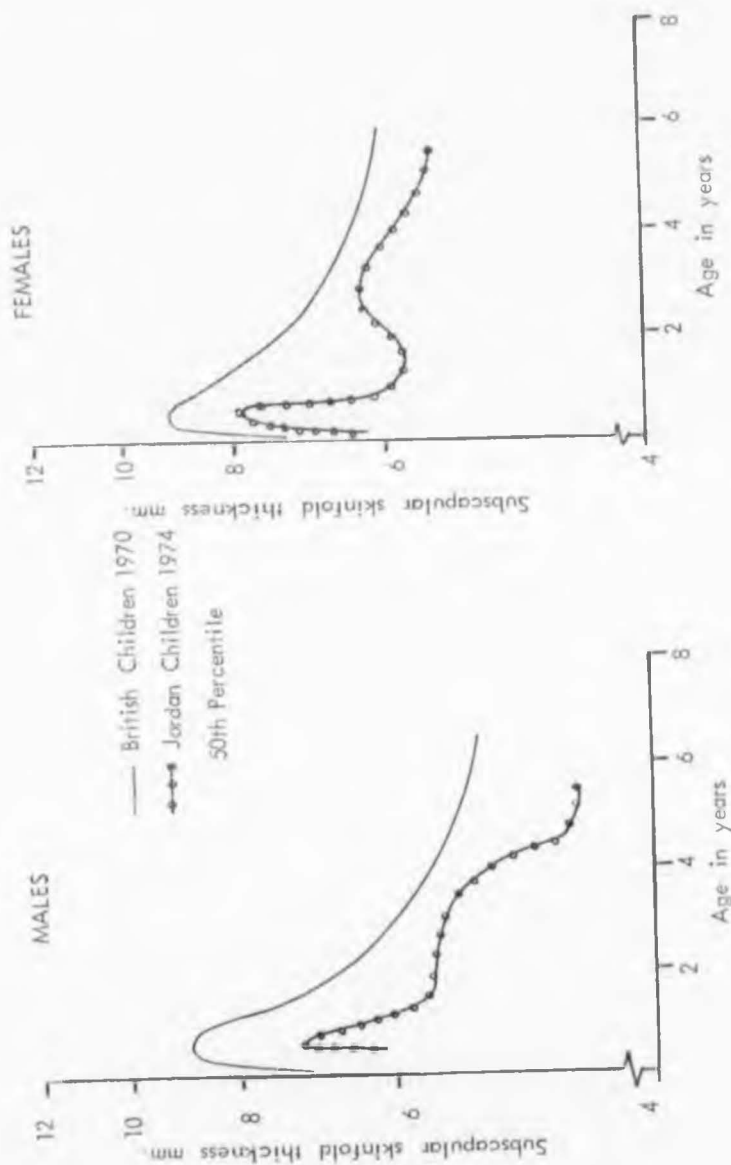 MALES
Subscapular skinfold thickness mm.
12
10
8
6
4
2
4
6
8
Age in years
British Children 1970
Jordan Children 1974
50th Percentile
FEMALES
Subscapular skinfold thickness mm.
12
10
8
6
4
2
4
6
8
Age in years